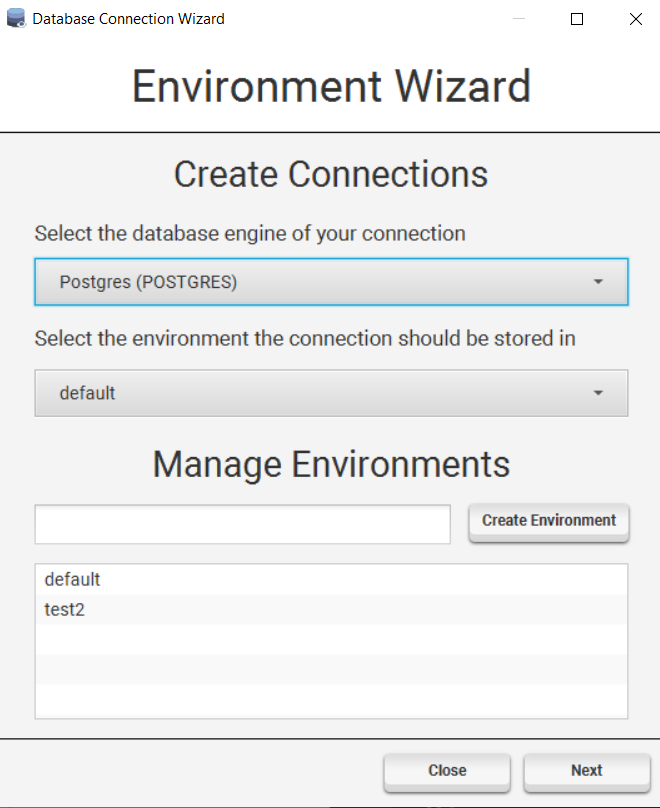 Database Connection Wizard
Environment Wizard
Create Connections
Select the database engine of your connection
Postgres (POSTGRES)
Select the environment the connection should be stored in
default
Manage Environments
Create Environment
default
test2
Close
Next